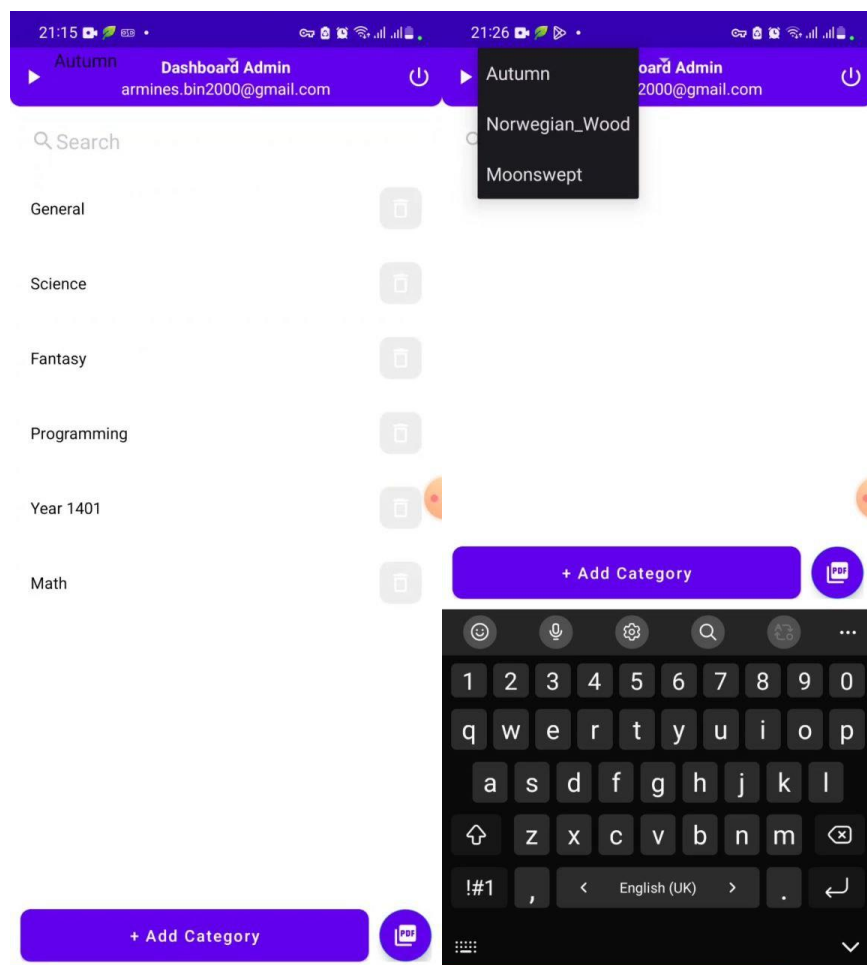 21:15
Autumn
Dashboard Admin
armines.bin2000@gmail.com
Search
General
Science
Fantasy
Programming
Year 1401
Math
+ Add Category
PDF
21:26
Autumn
oard Admin
2000@gmail.com
Norwegian_Wood
Moonswept
+ Add Category
PDF
1 2 3 4 5 6 7 8 9 0
q w e r t y u i o p
a s d f g h j k l
z x c v b n m
!#1 , < English (UK) > .